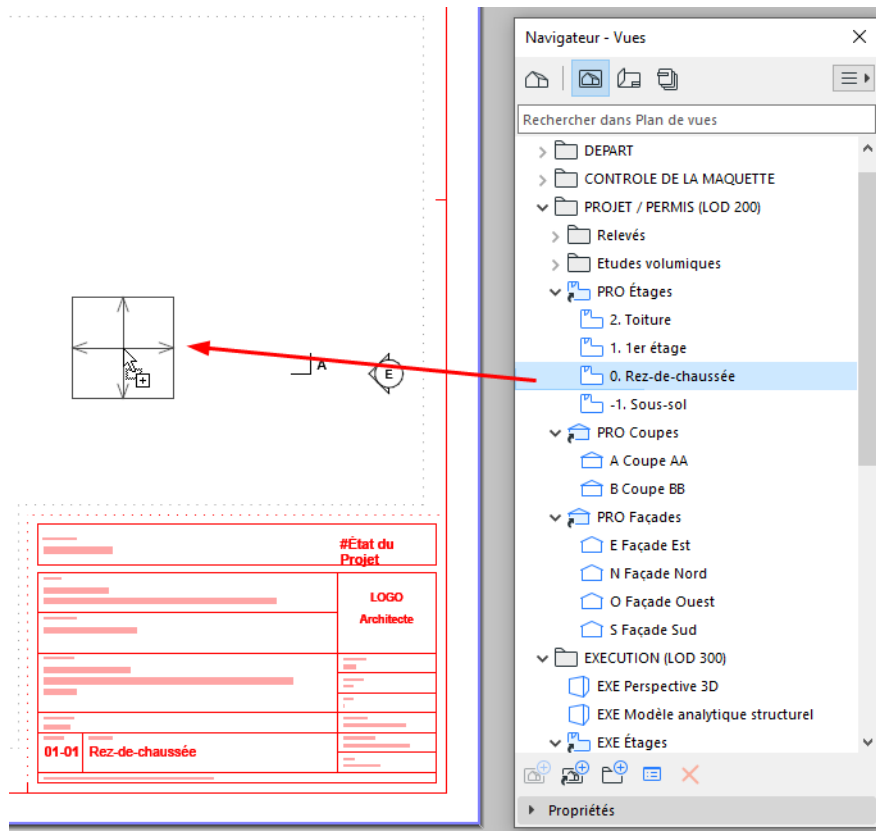 A
E
#État du
Projet
LOGO
Architecte
01-01 Rez-de-chaussée
Navigateur - Vues
Rechercher dans Plan de vues
DEPART
CONTROLE DE LA MAQUETTE
PROJET / PERMIS (LOD 200)
Relevés
Etudes volumiques
PRO Étages
2. Toiture
1. 1er étage
0. Rez-de-chaussée
-1. Sous-sol
PRO Coupes
A Coupe AA
B Coupe BB
PRO Façades
E Façade Est
N Façade Nord
O Façade Ouest
S Façade Sud
EXECUTION (LOD 300)
EXE Perspective 3D
EXE Modèle analytique structurel
EXE Étages
Propriétés